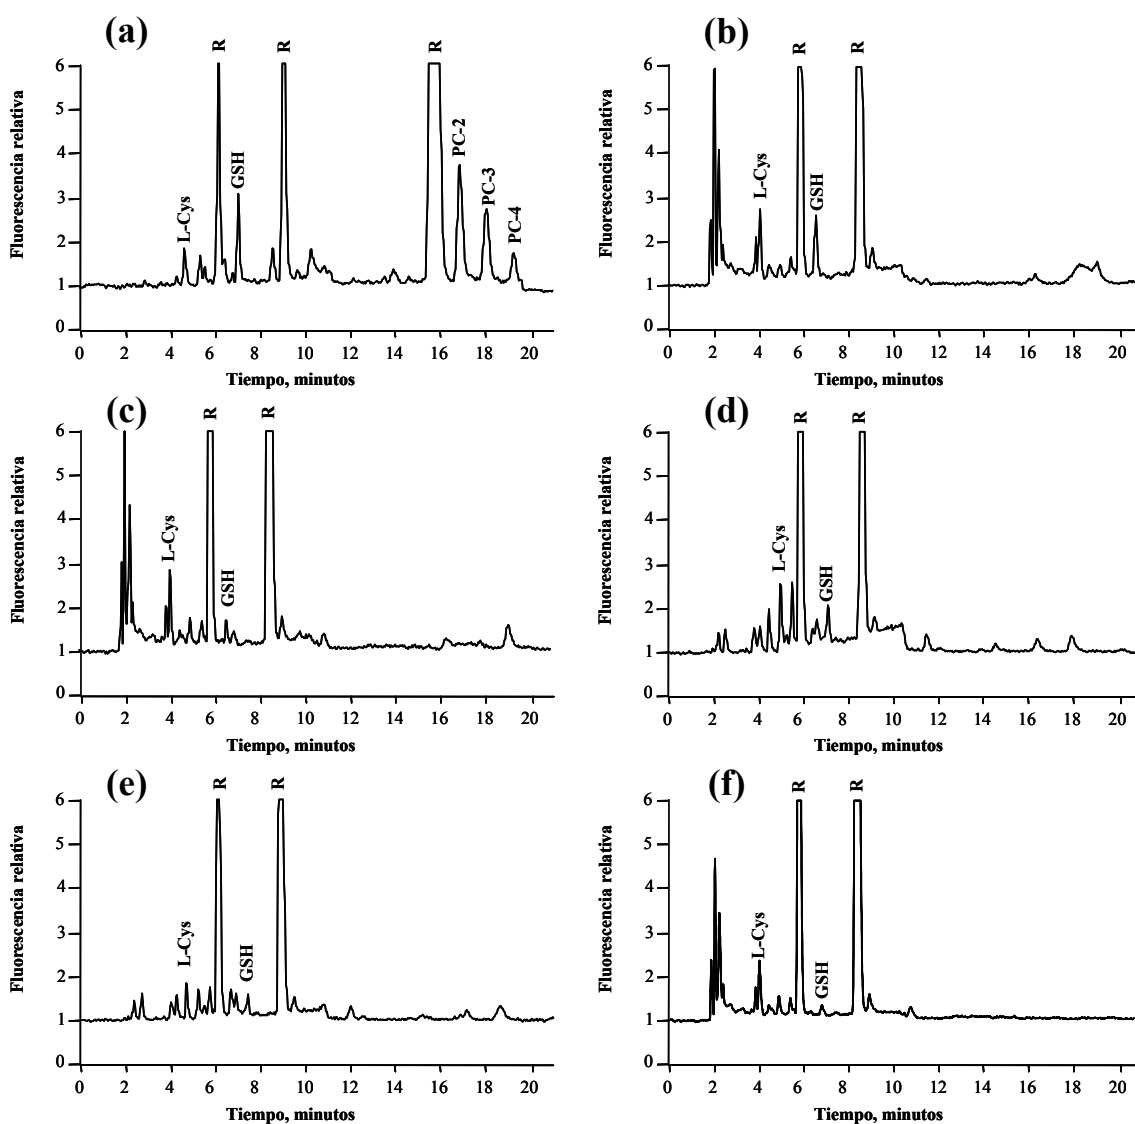 (a)
R
R
R
6
5
4
3
2
1
0
Fluorescencia relativa
L-Cys
GSH
PC-2
PC-3
PC-4
0 2 4 6 8 10 12 14 16 18 20
Tiempo, minutos
(b)
R
R
6
5
4
3
2
1
0
Fluorescencia relativa
L-Cys
GSH
0 2 4 6 8 10 12 14 16 18 20
Tiempo, minutos
(c)
R
R
6
5
4
3
2
1
0
Fluorescencia relativa
L-Cys
GSH
0 2 4 6 8 10 12 14 16 18 20
Tiempo, minutos
(d)
R
R
6
5
4
3
2
1
0
Fluorescencia relativa
L-Cys
GSH
0 2 4 6 8 10 12 14 16 18 20
Tiempo, minutos
(e)
R
R
6
5
4
3
2
1
0
Fluorescencia relativa
L-Cys
GSH
0 2 4 6 8 10 12 14 16 18 20
Tiempo, minutos
(f)
R
R
6
5
4
3
2
1
0
Fluorescencia relativa
L-Cys
GSH
0 2 4 6 8 10 12 14 16 18 20
Tiempo, minutos